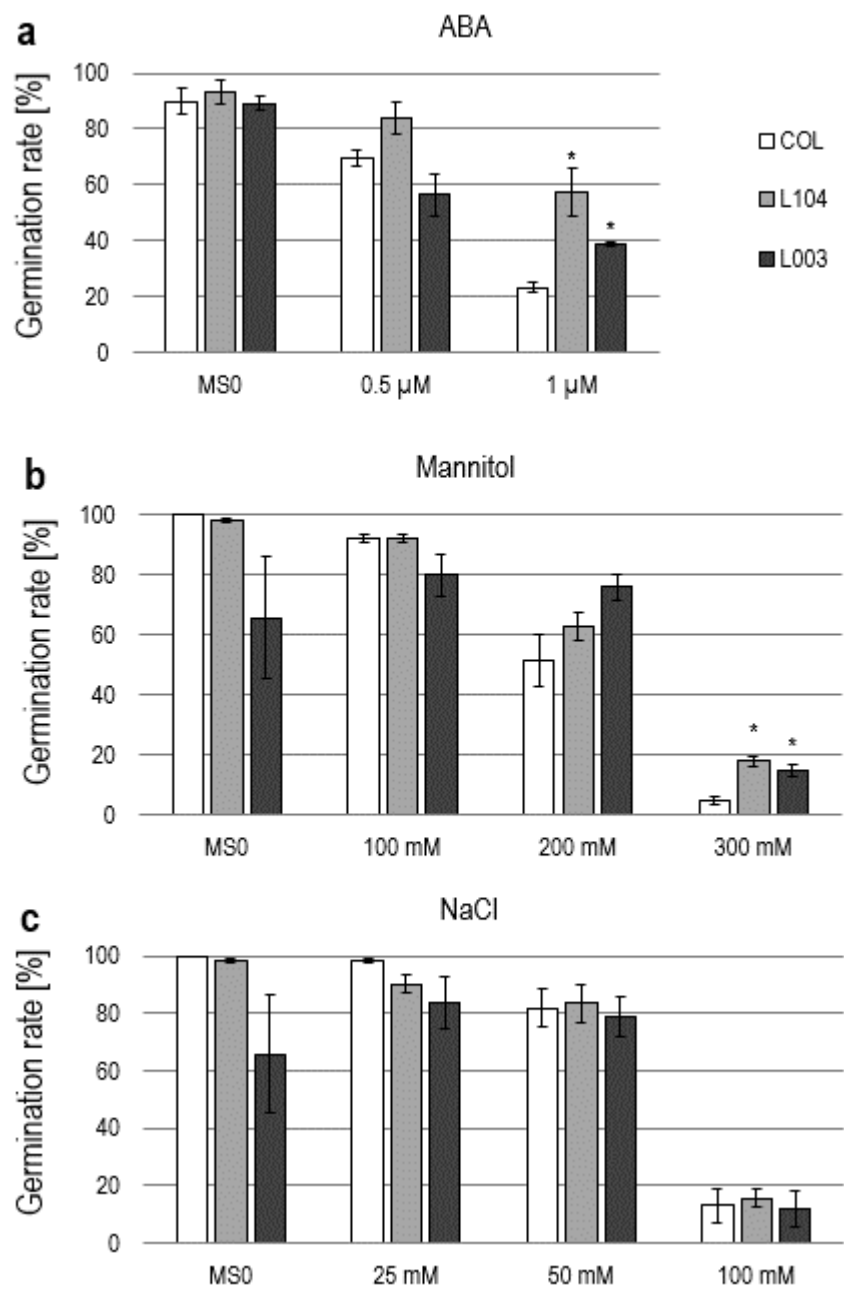 a
ABA
Germination rate [%]
100
80
60
40
20
0
* *
MS0 0.5 µM 1 µM
COL
L104
L003
b
Mannitol
Germination rate [%]
100
80
60
40
20
0
* *
MS0 100 mM 200 mM 300 mM
c
NaCl
Germination rate [%]
100
80
60
40
20
0
MS0 25 mM 50 mM 100 mM